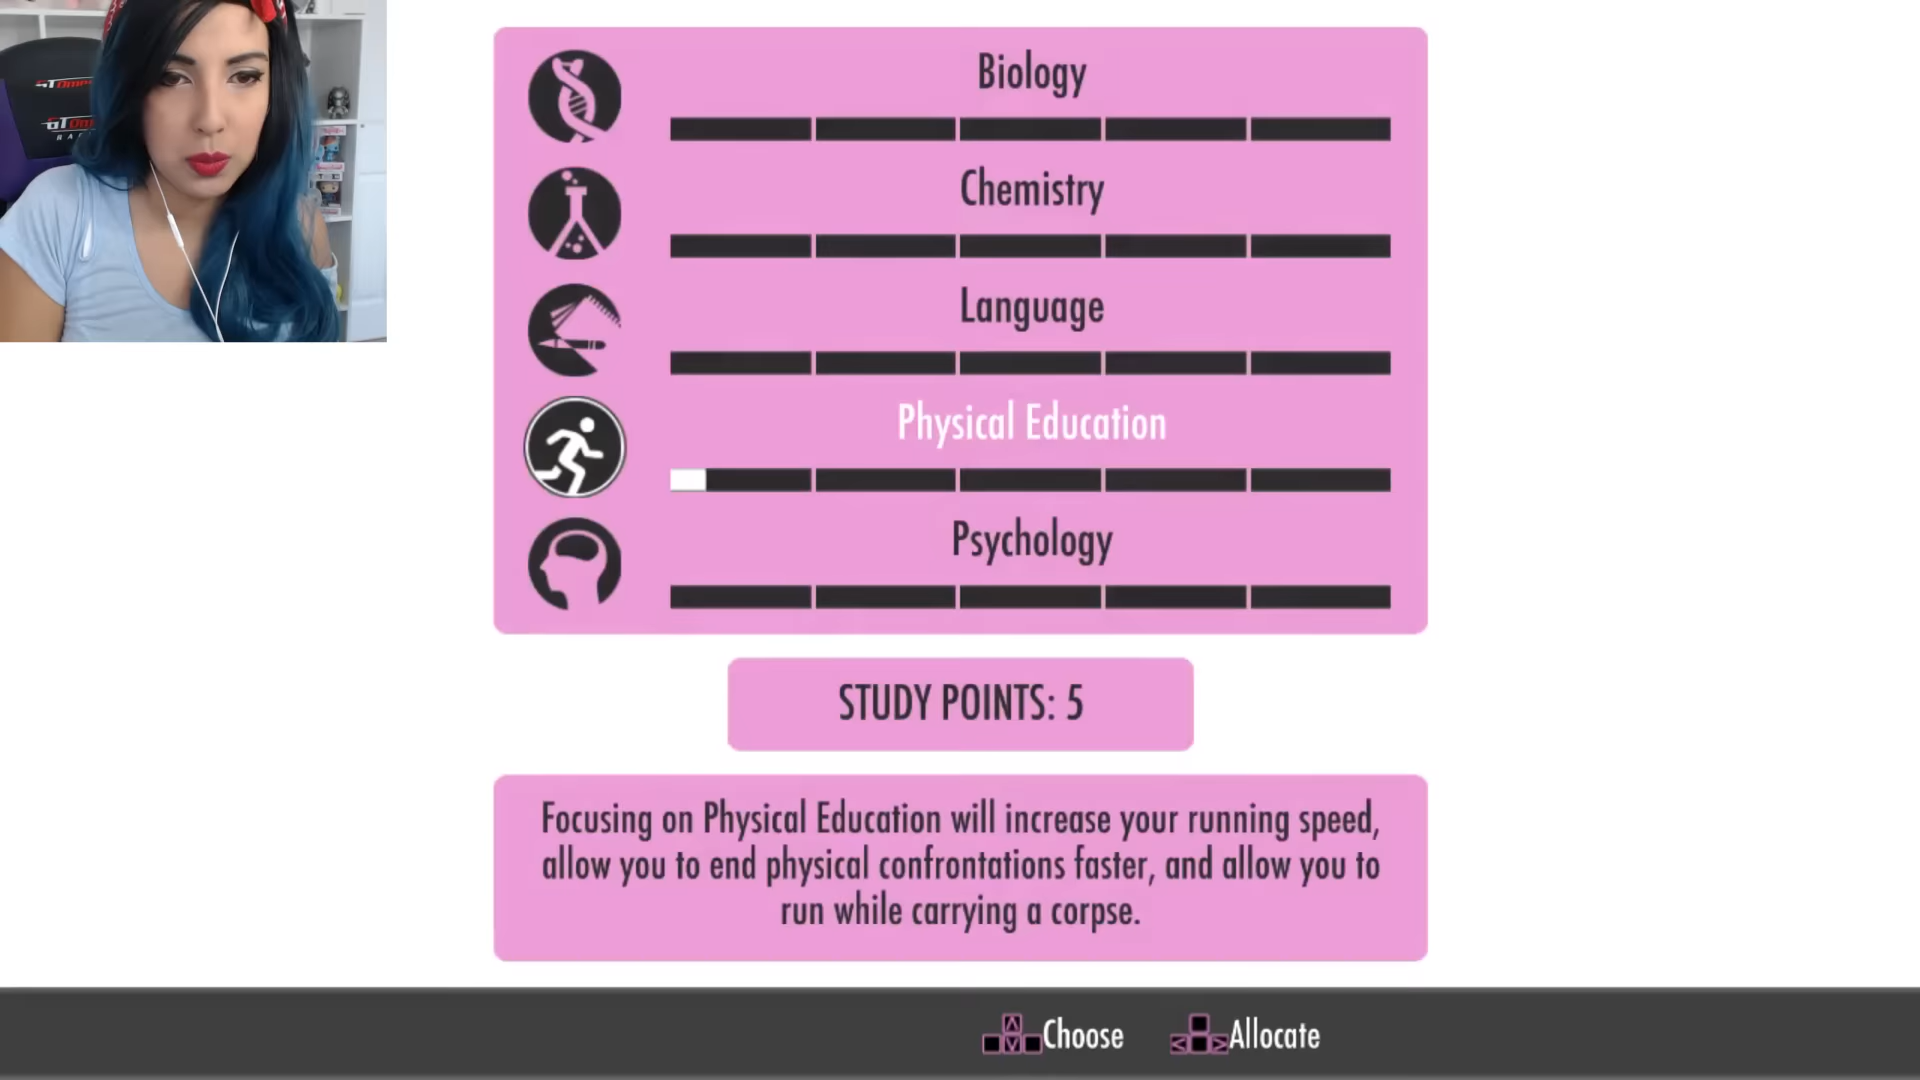 Biology
Chemistry
Language
Physical Education
Psychology
STUDY POINTS: 5
Focusing on Physical Education will increase your running speed,
allow you to end physical confrontations faster, and allow you to
run while carrying a corpse.
Choose
Allocate